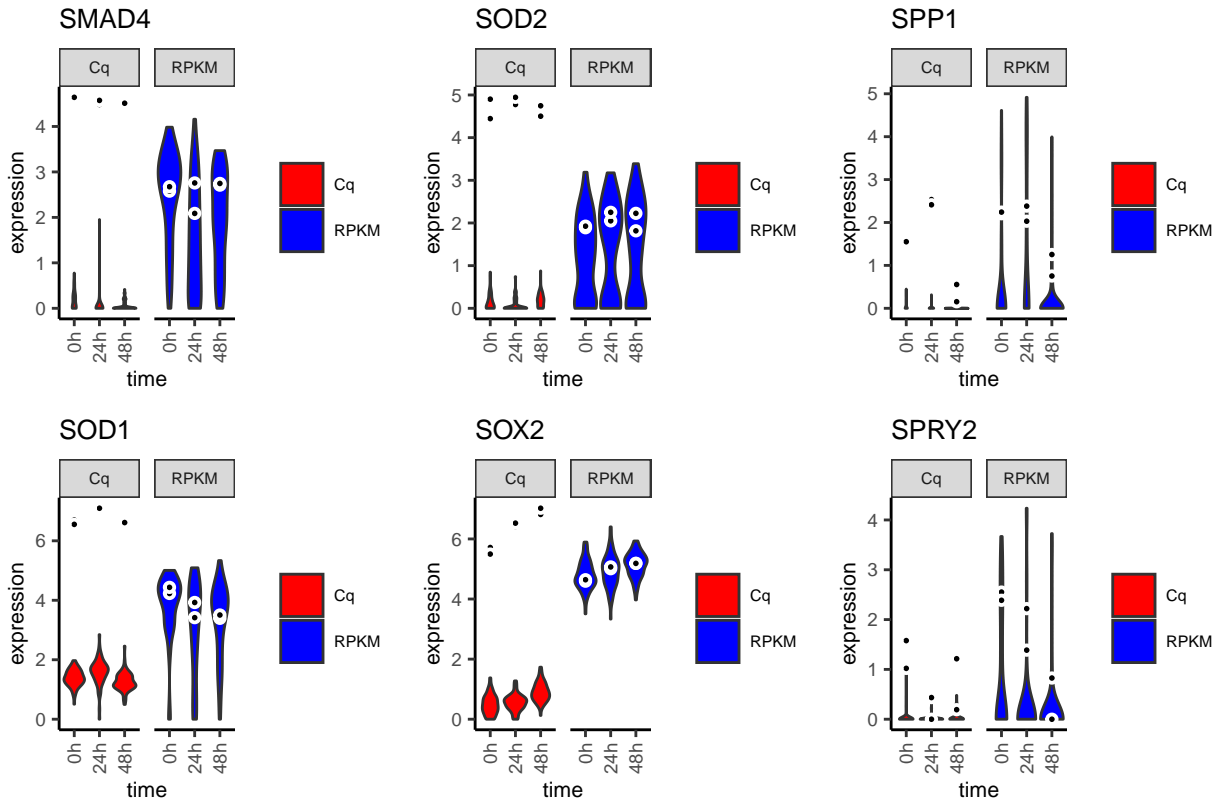 SMAD4
Cq RPKM
expression
4
3
2
1
0
0h 24h 48h 0h 24h 48h
time
Cq
RPKM
SOD2
Cq RPKM
expression
5
4
3
2
1
0
0h 24h 48h 0h 24h 48h
time
Cq
RPKM
SPP1
Cq RPKM
expression
5
4
3
2
1
0
0h 24h 48h 0h 24h 48h
time
Cq
RPKM
SOD1
Cq RPKM
expression
6
4
2
0
0h 24h 48h 0h 24h 48h
time
Cq
RPKM
SOX2
Cq RPKM
expression
6
4
2
0
0h 24h 48h 0h 24h 48h
time
Cq
RPKM
SPRY2
Cq RPKM
expression
4
3
2
1
0
0h 24h 48h 0h 24h 48h
time
Cq
RPKM